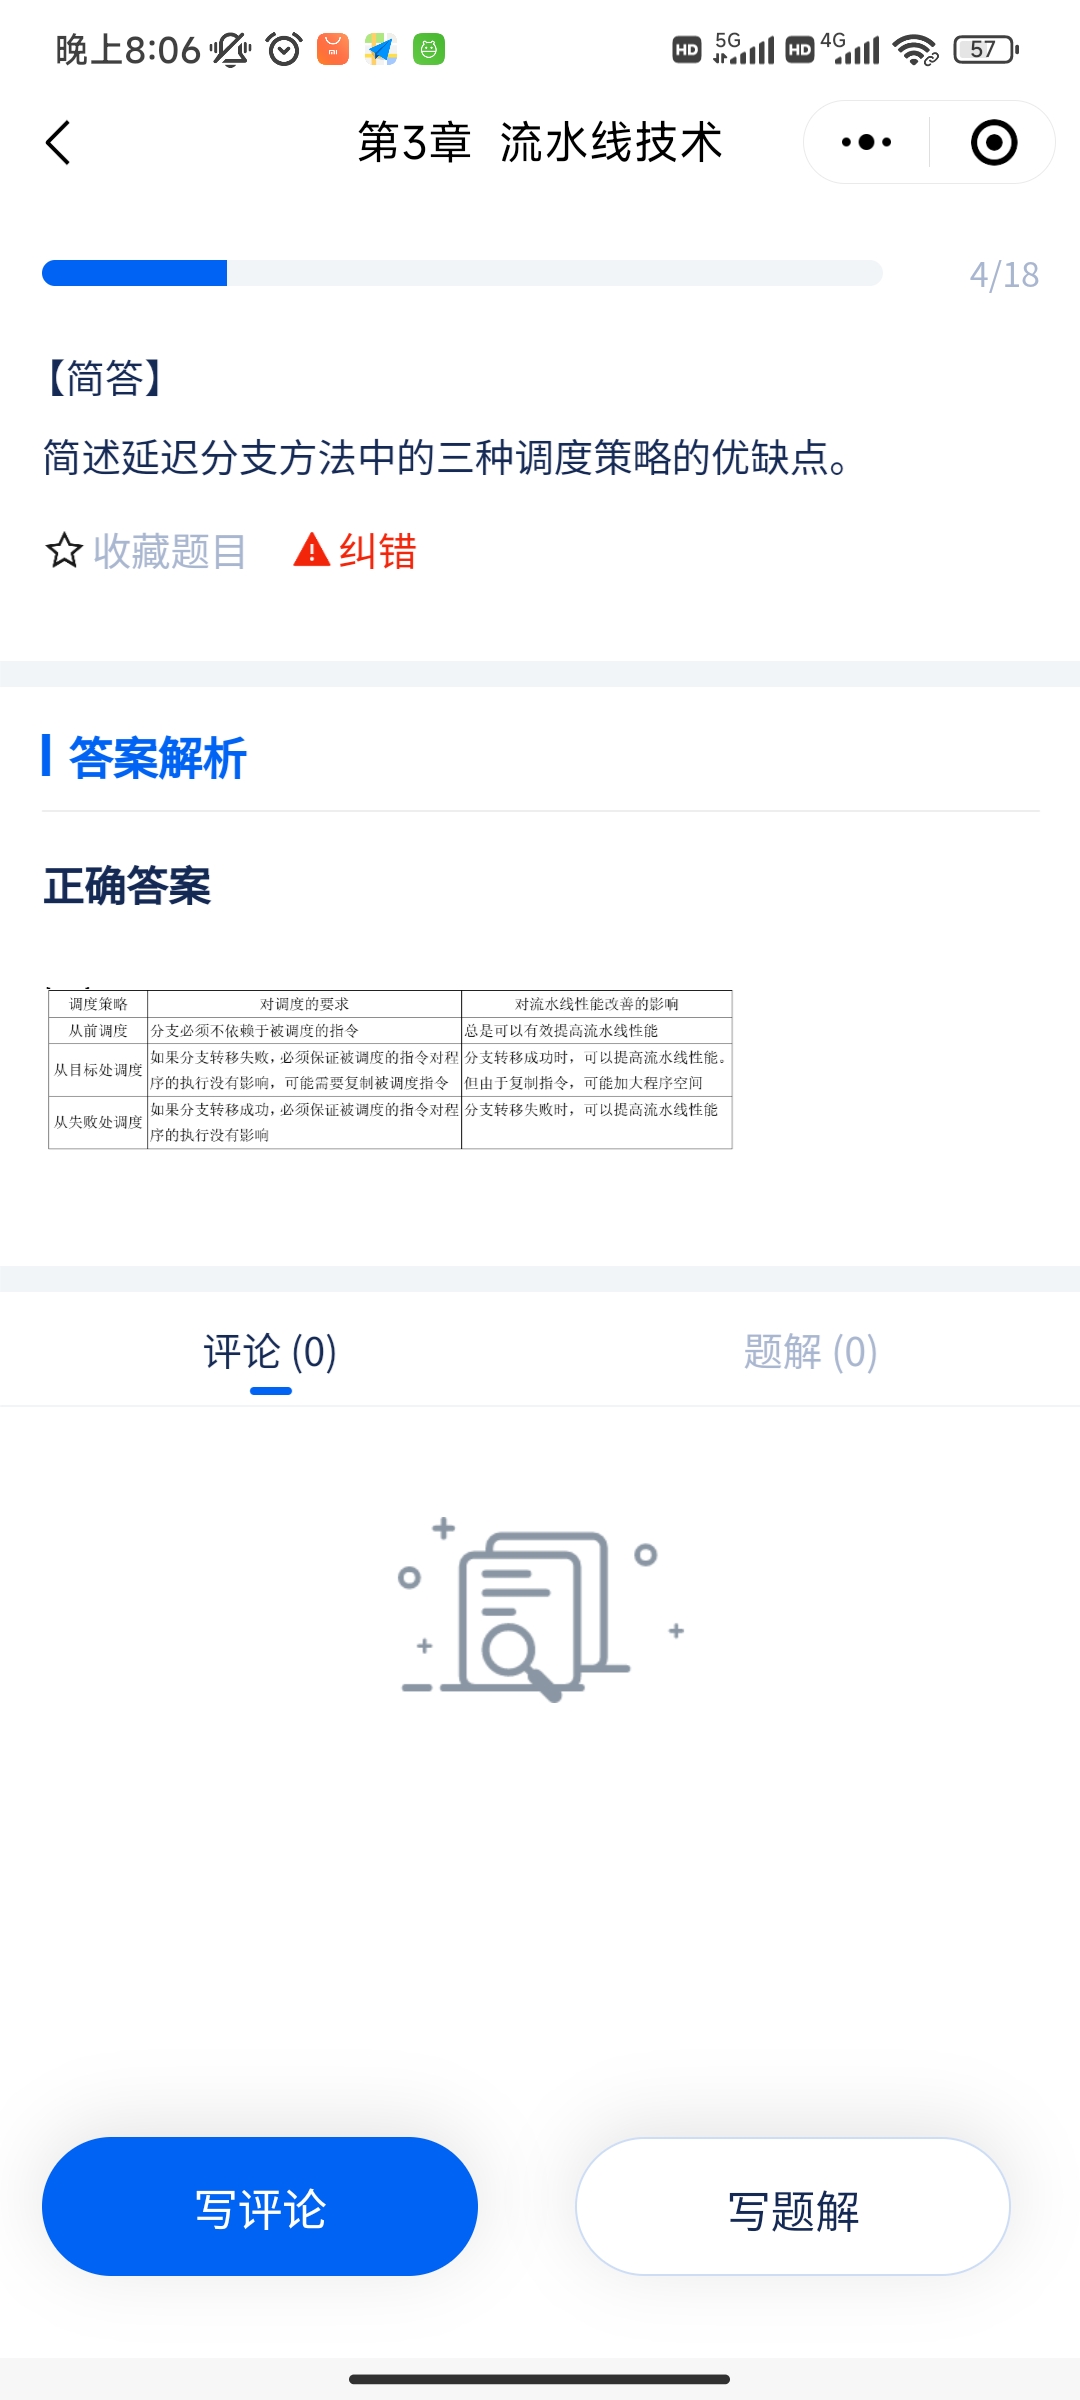 晚上8:06
HD 5G HD 4G 57
第3章 流水线技术
4/18
【简答】
简述延迟分支方法中的三种调度策略的优缺点。
收藏题目 纠错
答案解析
正确答案
调度策略 对调度的要求 对流水线性能改善的影响
从前调度 分支必须不依赖于被调度的指令 总是可以有效提高流水线性能
从目标处调度 如果分支转移失败，必须保证被调度的指令对程 分支转移成功时，可以提高流水线性能。
序的执行没有影响，可能需要复制被调度指令 但由于复制指令，可能加大程序空间
从失败处调度 如果分支转移成功，必须保证被调度的指令对程 分支转移失败时，可以提高流水线性能
序的执行没有影响
评论 (0) 题解 (0)
写评论 写题解